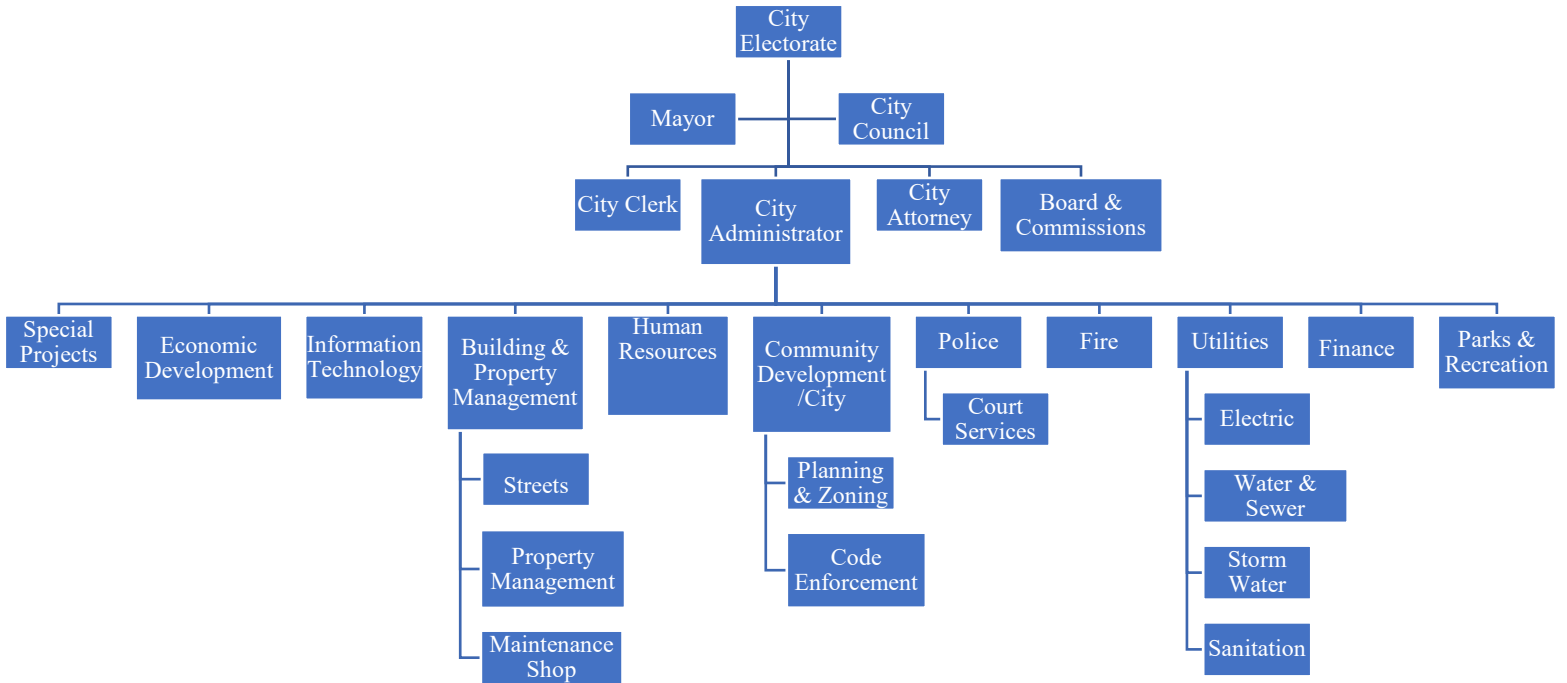 City
Electorate
Mayor
City
Council
City Clerk
City
Administrator
City
Attorney
Board &
Commissions
Special
Projects
Economic
Development
Information
Technology
Building &
Property
Management
Human
Resources
Community
Development
/City
Police
Fire
Utilities
Finance
Parks &
Recreation
Streets
Property
Management
Maintenance
Shop
Planning
& Zoning
Code
Enforcement
Court
Services
Electric
Water &
Sewer
Storm
Water
Sanitation